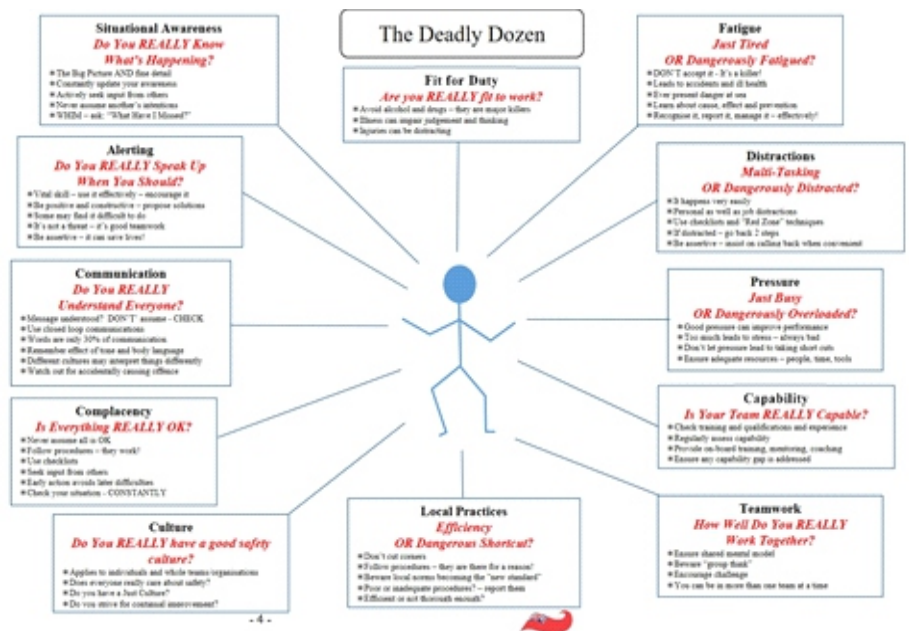 The Deadly Dozen
Situational Awareness
Do You REALLY Know
What's Happening?
*The Big Picture AND fine detail
*Constantly update your awareness
*Actively seek input from others
*Never assume another's intentions
*WHIM – ask: "What Have I Missed?"
Fit for Duty
Are you REALLY fit to work?
*Avoid alcohol and drugs – they are major killers
*Illness can impair judgement and thinking
*Injuries can be distracting
Fatigue
Just Tired
OR Dangerously Fatigued?
*DON'T accept it - It's a killer!
*Leads to accidents and ill health
*Ever present danger at sea
*Learn about cause, effect and prevention
*Recognise it, report it, manage it – effectively!
Alerting
Do You REALLY Speak Up
When You Should?
*Vital skill – use it effectively – encourage it
*Be positive and constructive – propose solutions
*Some may find it difficult to do
*It's not a threat – it's good teamwork
*Be assertive – it can save lives!
Distractions
Multi-Tasking
OR Dangerously Distracted?
*It happens very easily
*Personal as well as job distractions
*Use checklists and "Red Zone" techniques
*If distracted – go back 2 steps
*Be assertive – insist on calling back when convenient
Communication
Do You REALLY
Understand Everyone?
*Message understood? DON'T assume - CHECK
*Use closed loop communications
*Words are only 30% of communication
*Remember effect of tone and body language
*Different cultures may interpret things differently
*Watch out for accidentally causing offence
Pressure
Just Busy
OR Dangerously Overloaded?
*Good pressure can improve performance
*Too much leads to stress – always bad
*Don't let pressure lead to taking short cuts
*Ensure adequate resources – people, time, tools
Complacency
Is Everything REALLY OK?
*Never assume all is OK
*Follow procedures – they work!
*Use checklists
*Seek input from others
*Early action avoids later difficulties
*Check your situation - CONSTANTLY
Capability
Is Your Team REALLY Capable?
*Check training and qualifications and experience
*Regularly assess capability
*Provide on-board training, mentoring, coaching
*Ensure any capability gap is addressed
Culture
Do You REALLY have a good safety
culture?
*Applies to individuals and whole teams/organisations
*Does everyone really care about safety?
*Do you have a Just Culture?
*Do you strive for continual improvement?
Local Practices
Efficiency
OR Dangerous Shortcut?
*Don't cut corners
*Follow procedures – they are there for a reason!
*Beware local norms becoming the "new standard"
*Poor or inadequate procedures? – report them
*Efficient or not thorough enough?
Teamwork
How Well Do You REALLY
Work Together?
*Ensure shared mental model
*Beware "group think"
*Encourage challenge
*You can be in more than one team at a time
- 4 -